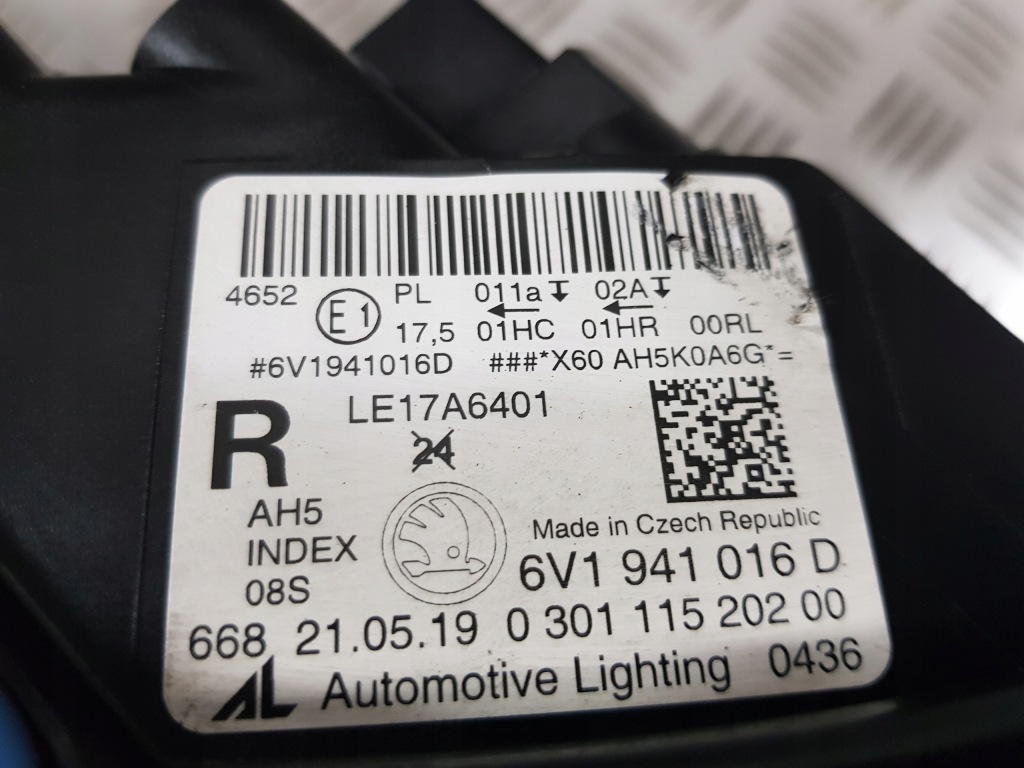 4652 E1 PL 011a 02A
17,5 01HC 01HR 00RL
#6V1941016D ###*X60 AH5K0A6G*=
R LE17A6401
24
AH5
INDEX
08S
Made in Czech Republic
6V1 941 016 D
668 21.05.19 0 301 115 202 00
AL Automotive Lighting 0436